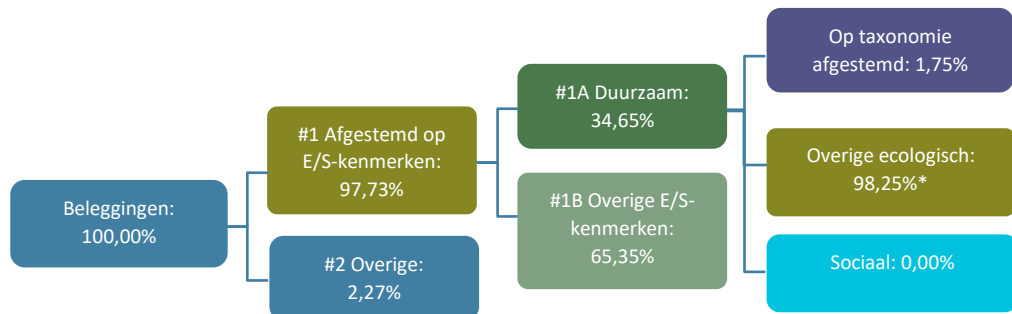 Beleggingen:
100,00%
#1 Afgestemd op
E/S-kenmerken:
97,73%
#2 Overige:
2,27%
#1A Duurzaam:
34,65%
#1B Overige E/S-
kenmerken:
65,35%
Op taxonomie
afgestemd: 1,75%
Overige ecologisch:
98,25%*
Sociaal: 0,00%